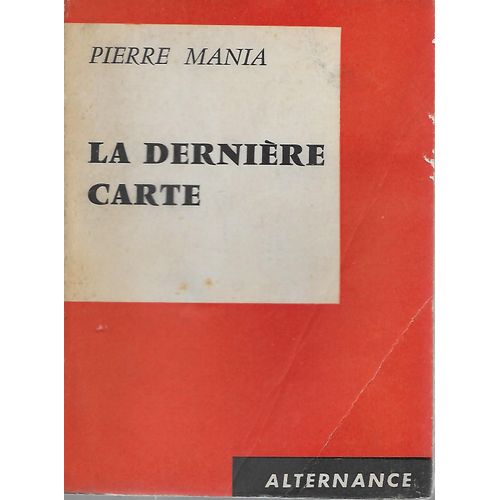 PIERRE MANIA
LA DERNIÈRE
CARTE
ALTERNANCE